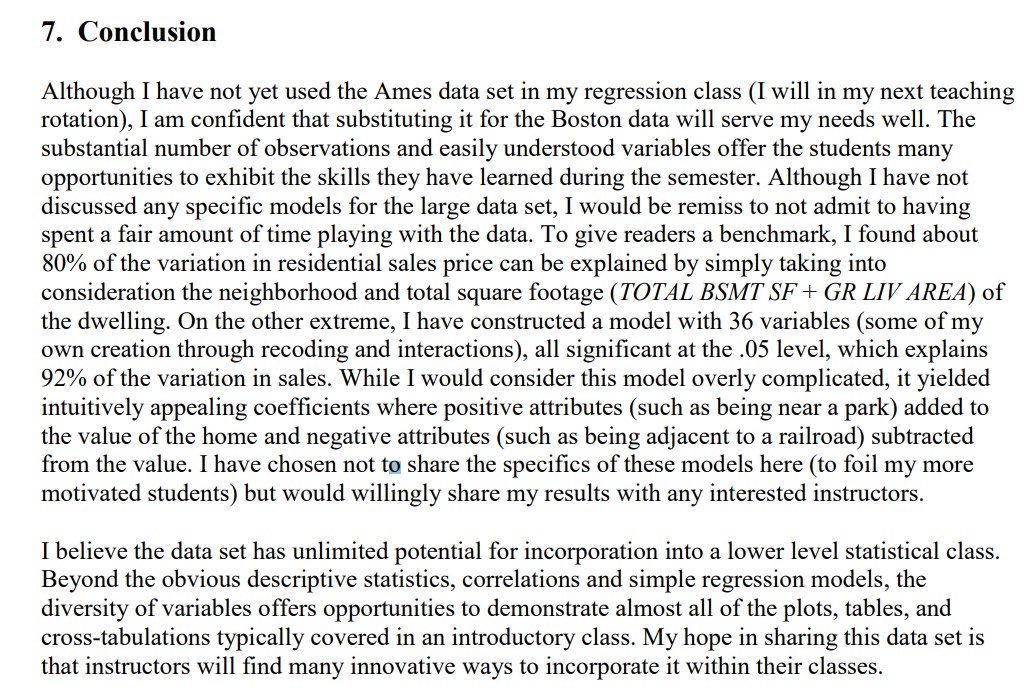 7. Conclusion
Although I have not yet used the Ames data set in my regression class (I will in my next teaching
rotation), I am confident that substituting it for the Boston data will serve my needs well. The
substantial number of observations and easily understood variables offer the students many
opportunities to exhibit the skills they have learned during the semester. Although I have not
discussed any specific models for the large data set, I would be remiss to not admit to having
spent a fair amount of time playing with the data. To give readers a benchmark, I found about
80% of the variation in residential sales price can be explained by simply taking into
consideration the neighborhood and total square footage (TOTAL BSMT SF + GR LIV AREA) of
the dwelling. On the other extreme, I have constructed a model with 36 variables (some of my
own creation through recoding and interactions), all significant at the .05 level, which explains
92% of the variation in sales. While I would consider this model overly complicated, it yielded
intuitively appealing coefficients where positive attributes (such as being near a park) added to
the value of the home and negative attributes (such as being adjacent to a railroad) subtracted
from the value. I have chosen not to share the specifics of these models here (to foil my more
motivated students) but would willingly share my results with any interested instructors.
I believe the data set has unlimited potential for incorporation into a lower level statistical class.
Beyond the obvious descriptive statistics, correlations and simple regression models, the
diversity of variables offers opportunities to demonstrate almost all of the plots, tables, and
cross-tabulations typically covered in an introductory class. My hope in sharing this data set is
that instructors will find many innovative ways to incorporate it within their classes.